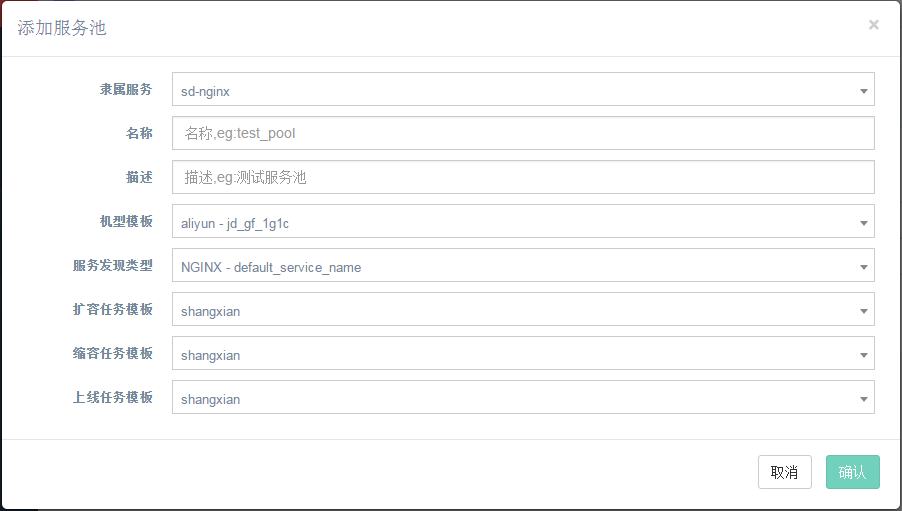 添加服务池 ×
隶属服务 sd-nginx
名称 名称,eg:test_pool
描述 描述,eg:测试服务池
机型模板 aliyun - jd_gf_1g1c
服务发现类型 NGINX - default_service_name
扩容任务模板 shangxian
缩容任务模板 shangxian
上线任务模板 shangxian
取消 确认